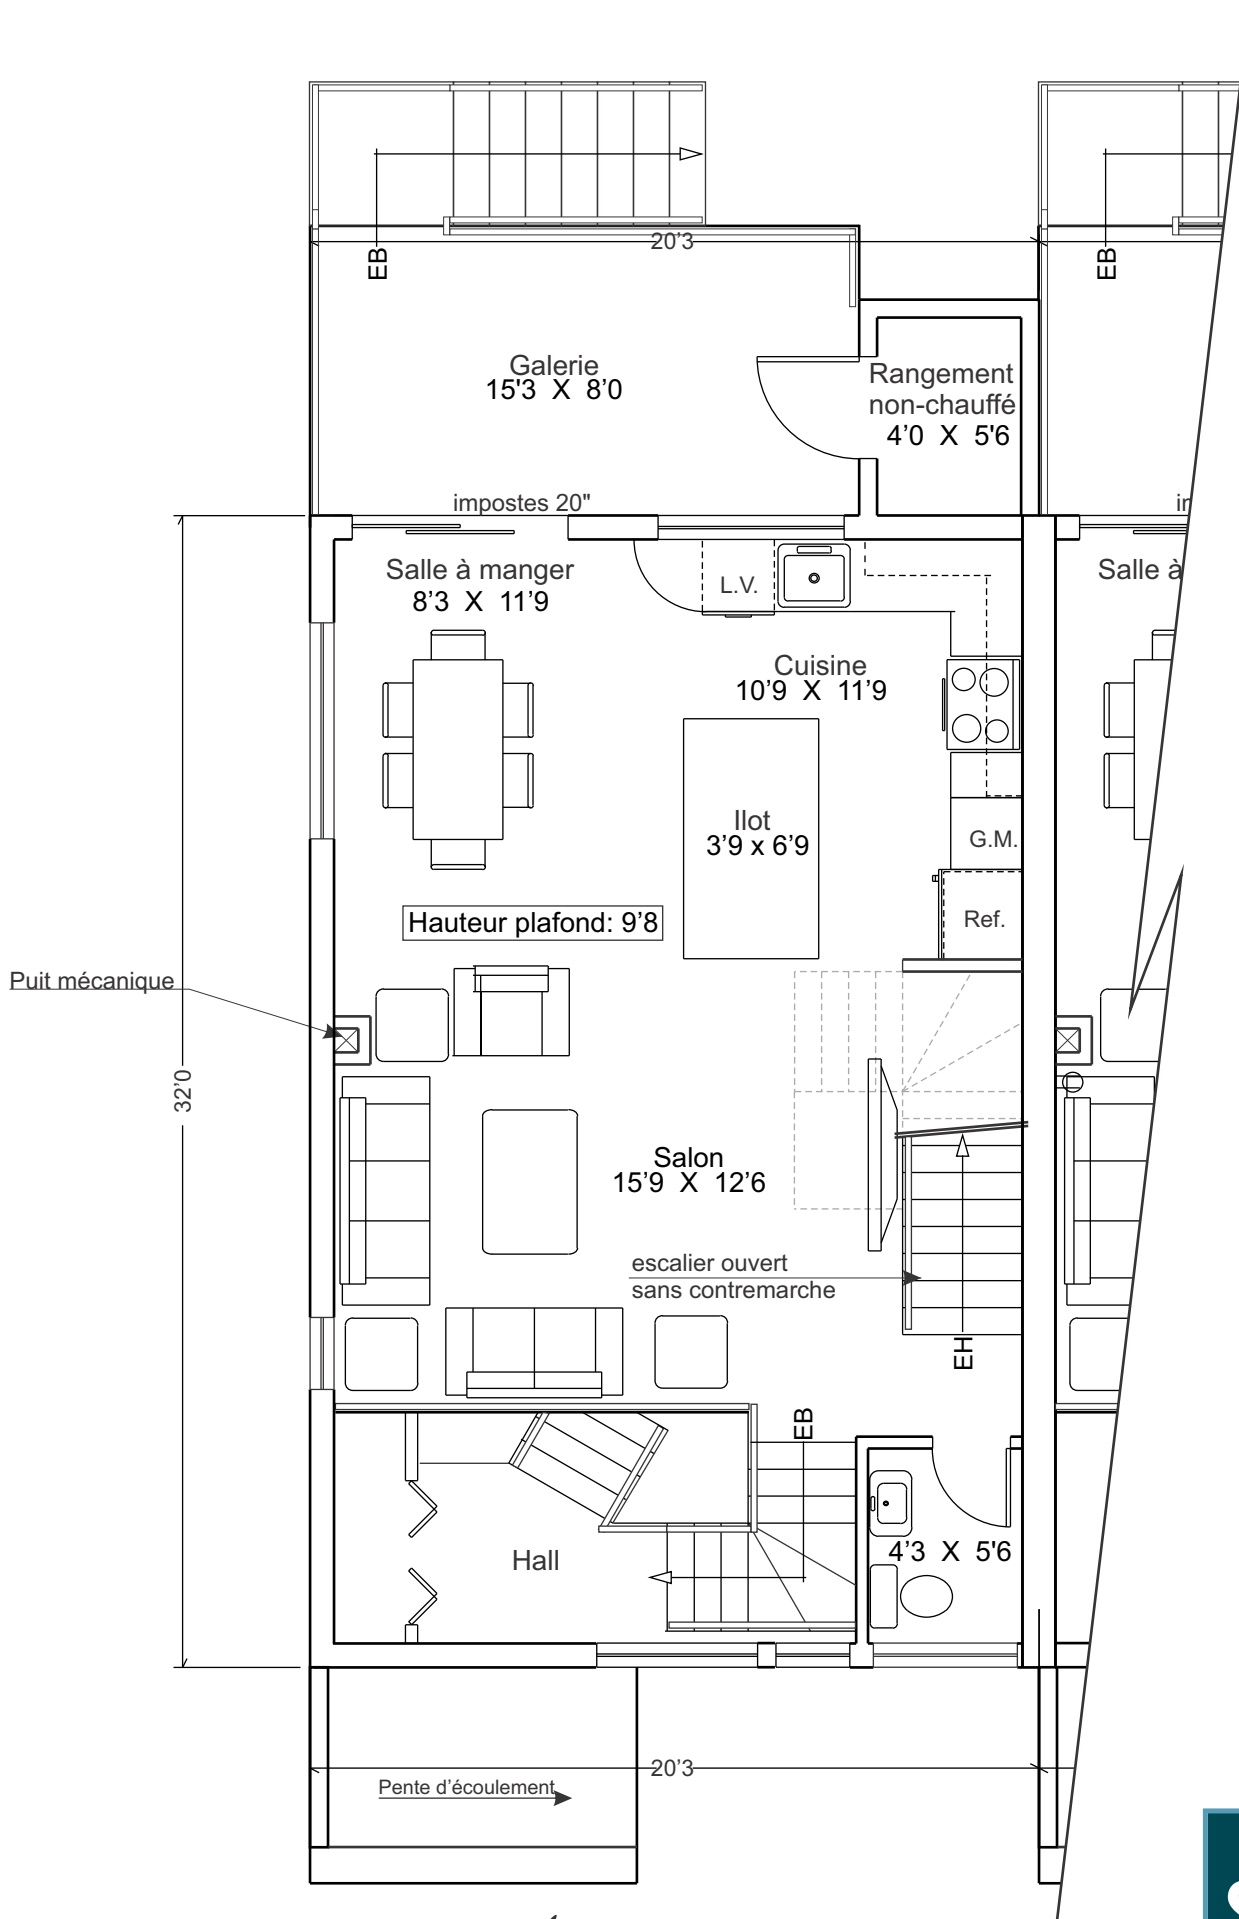 20'3
EB
EB
Galerie
15'3 X 8'0
Rangement
non-chauffé
4'0 X 5'6
impostes 20"
Salle à manger
8'3 X 11'9
L.V.
Salle à
Cuisine
10'9 X 11'9
Ilot
3'9 x 6'9
G.M.
Hauteur plafond: 9'8
Ref.
Puit mécanique
32'0
Salon
15'9 X 12'6
escalier ouvert
sans contremarche
EH
EB
Hall
4'3 X 5'6
20'3
Pente d'écoulement